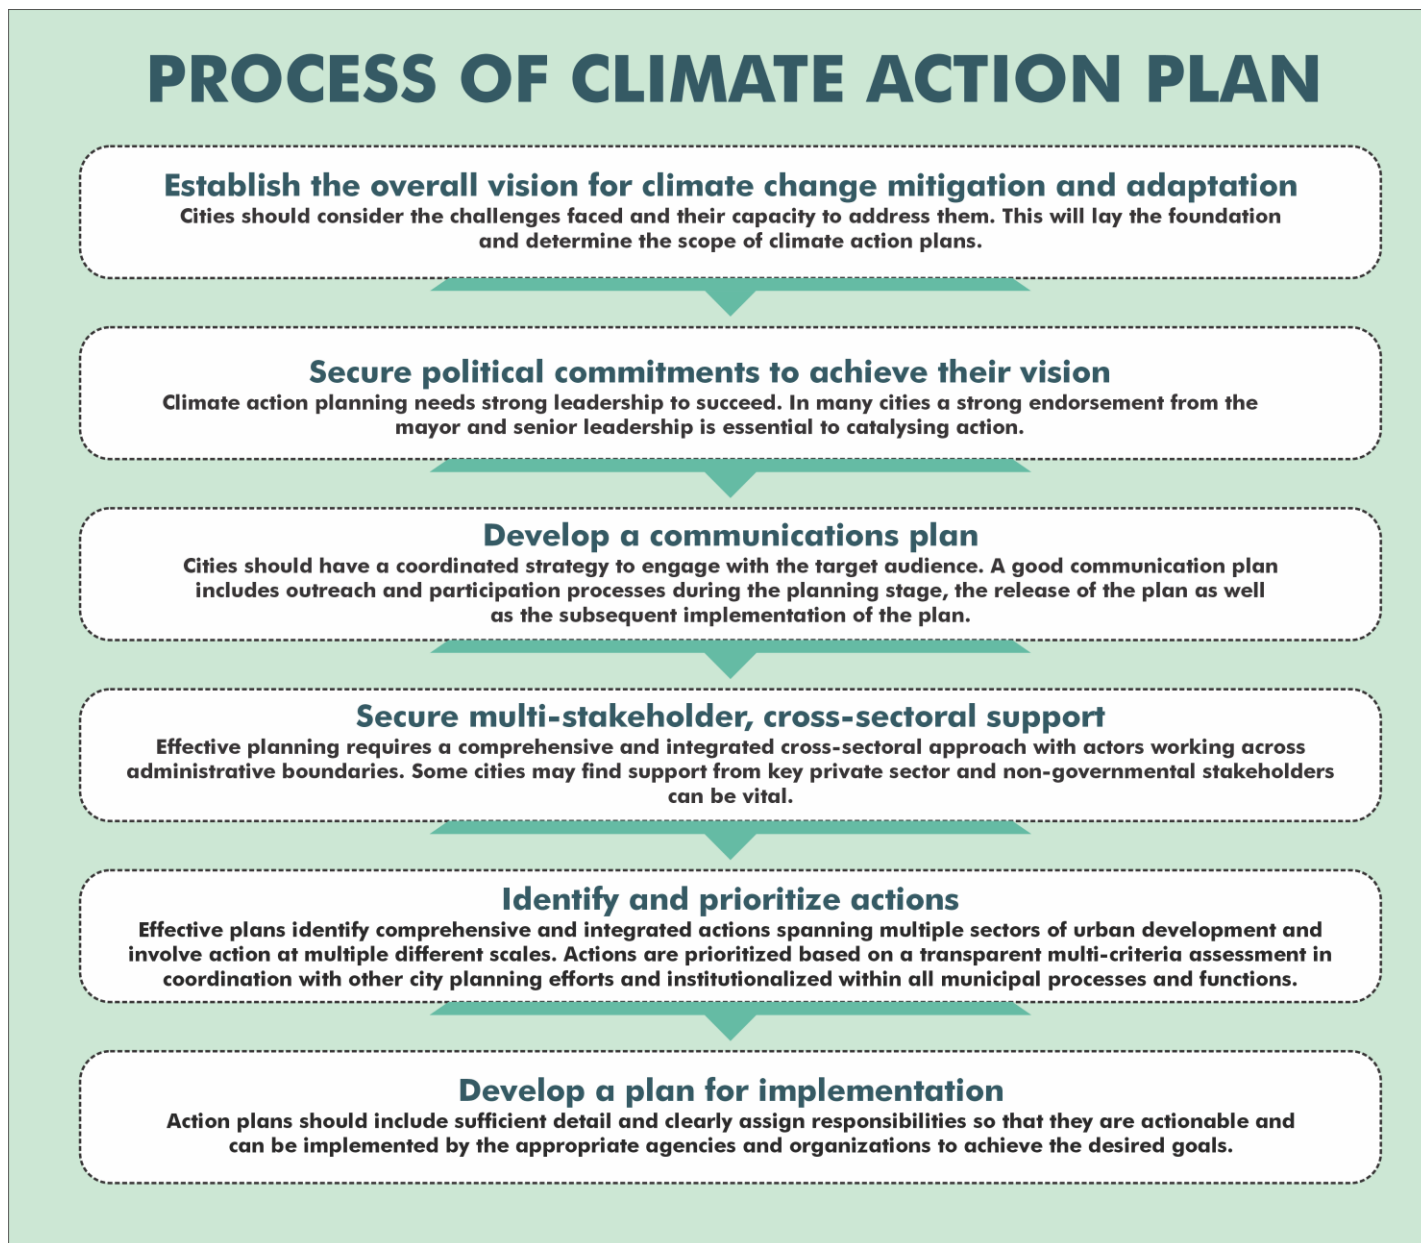 PROCESS OF CLIMATE ACTION PLAN
Establish the overall vision for climate change mitigation and adaptation
Cities should consider the challenges faced and their capacity to address them. This will lay the foundation
and determine the scope of climate action plans.
Secure political commitments to achieve their vision
Climate action planning needs strong leadership to succeed. In many cities a strong endorsement from the
mayor and senior leadership is essential to catalysing action.
Develop a communications plan
Cities should have a coordinated strategy to engage with the target audience. A good communication plan
includes outreach and participation processes during the planning stage, the release of the plan as well
as the subsequent implementation of the plan.
Secure multi-stakeholder, cross-sectoral support
Effective planning requires a comprehensive and integrated cross-sectoral approach with actors working across
administrative boundaries. Some cities may find support from key private sector and non-governmental stakeholders
can be vital.
Identify and prioritize actions
Effective plans identify comprehensive and integrated actions spanning multiple sectors of urban development and
involve action at multiple different scales. Actions are prioritized based on a transparent multi-criteria assessment in
coordination with other city planning efforts and institutionalized within all municipal processes and functions.
Develop a plan for implementation
Action plans should include sufficient detail and clearly assign responsibilities so that they are actionable and
can be implemented by the appropriate agencies and organizations to achieve the desired goals.